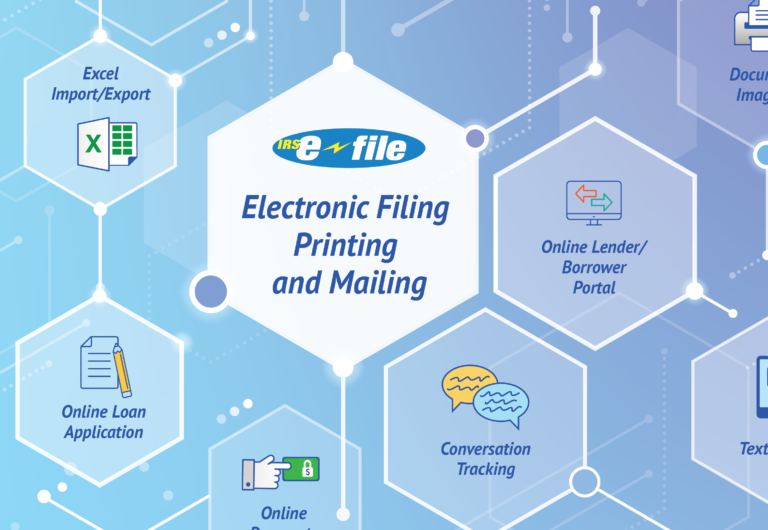 Excel
Import/Export
X
IRS e file
Electronic Filing
Printing
and Mailing
Online Lender/
Borrower
Portal
Online Loan
Application
Conversation
Tracking
Online
$
Text